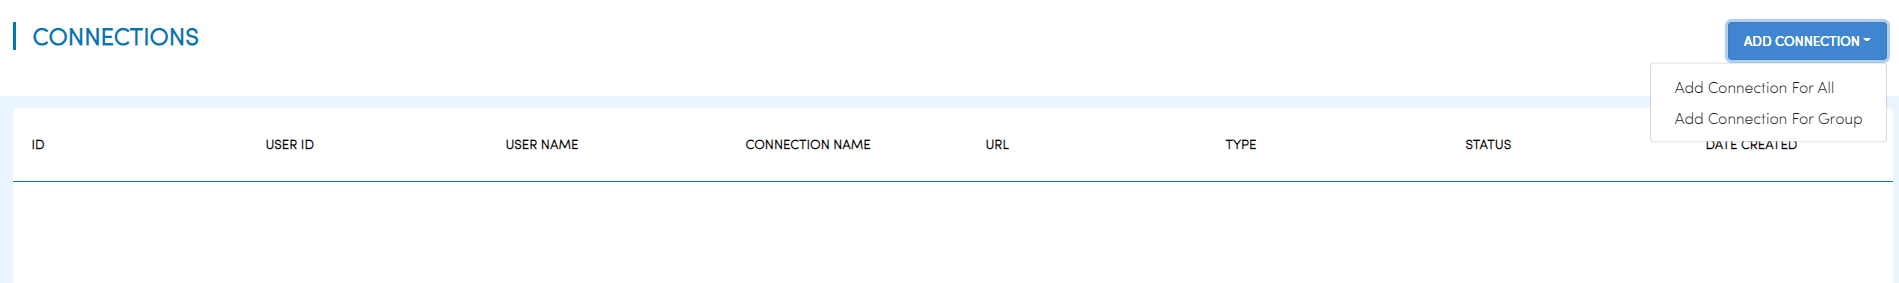 CONNECTIONS
ADD CONNECTION
Add Connection For All
Add Connection For Group
ID USER ID USER NAME CONNECTION NAME URL TYPE STATUS DATE CREATED